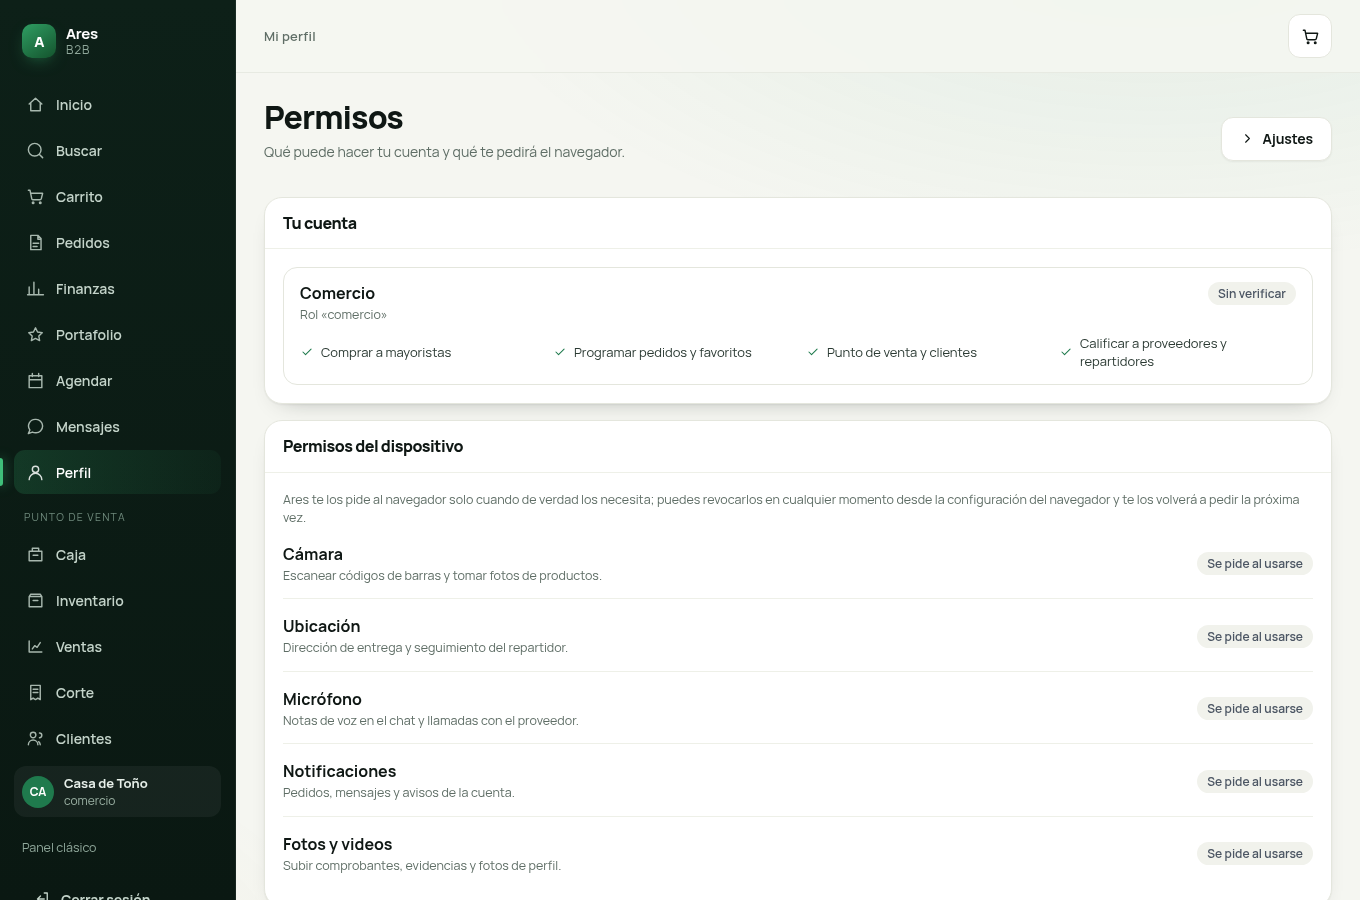 A
Ares
B2B
Inicio
Buscar
Carrito
Pedidos
Finanzas
Portafolio
Agendar
Mensajes
Perfil
PUNTO DE VENTA
Caja
Inventario
Ventas
Corte
Clientes
CA
Casa de Toño
comercio
Panel clásico
Cerrar sesión
Mi perfil
Permisos
Qué puede hacer tu cuenta y qué te pedirá el navegador.
Ajustes
Tu cuenta
Comercio
Sin verificar
Rol «comercio»
Comprar a mayoristas
Programar pedidos y favoritos
Punto de venta y clientes
Calificar a proveedores y
repartidores
Permisos del dispositivo
Ares te los pide al navegador solo cuando de verdad los necesita; puedes revocarlos en cualquier momento desde la configuración del navegador y te los volverá a pedir la próxima
vez.
Cámara
Escanear códigos de barras y tomar fotos de productos.
Se pide al usarse
Ubicación
Dirección de entrega y seguimiento del repartidor.
Se pide al usarse
Micrófono
Notas de voz en el chat y llamadas con el proveedor.
Se pide al usarse
Notificaciones
Pedidos, mensajes y avisos de la cuenta.
Se pide al usarse
Fotos y videos
Subir comprobantes, evidencias y fotos de perfil.
Se pide al usarse